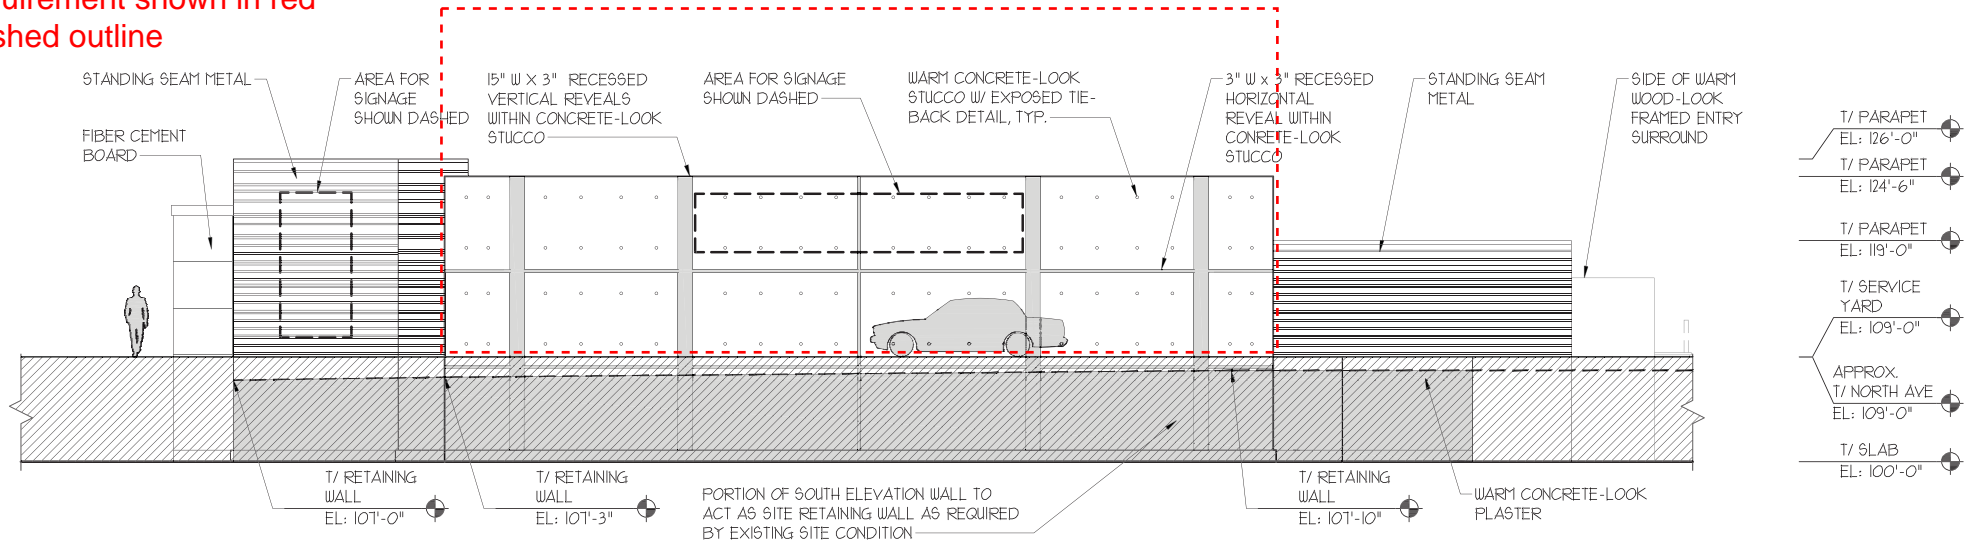 uirement shown in red
shed outline
STANDING SEAM METAL
AREA FOR
SIGNAGE
SHOWN DASHED
15" W X 3" RECESSED
VERTICAL REVEALS
WITHIN CONCRETE-LOOK
STUCCO
AREA FOR SIGNAGE
SHOWN DASHED
WARM CONCRETE-LOOK
STUCCO W/ EXPOSED TIE-
BACK DETAIL, TYP.
3" W x 3" RECESSED
HORIZONTAL
REVEAL WITHIN
CONRETE-LOOK
STUCCO
STANDING SEAM
METAL
SIDE OF WARM
WOOD-LOOK
FRAMED ENTRY
SURROUND
FIBER CEMENT
BOARD
T/ PARAPET
EL: 126'-0"
T/ PARAPET
EL: 124'-6"
T/ PARAPET
EL: 119'-0"
T/ SERVICE
YARD
EL: 109'-0"
APPROX.
T/ NORTH AVE
EL: 109'-0"
T/ SLAB
EL: 100'-0"
T/ RETAINING
WALL
EL: 107'-0"
T/ RETAINING
WALL
EL: 107'-3"
PORTION OF SOUTH ELEVATION WALL TO
ACT AS SITE RETAINING WALL AS REQUIRED
BY EXISTING SITE CONDITION
T/ RETAINING
WALL
EL: 107'-10"
WARM CONCRETE-LOOK
PLASTER